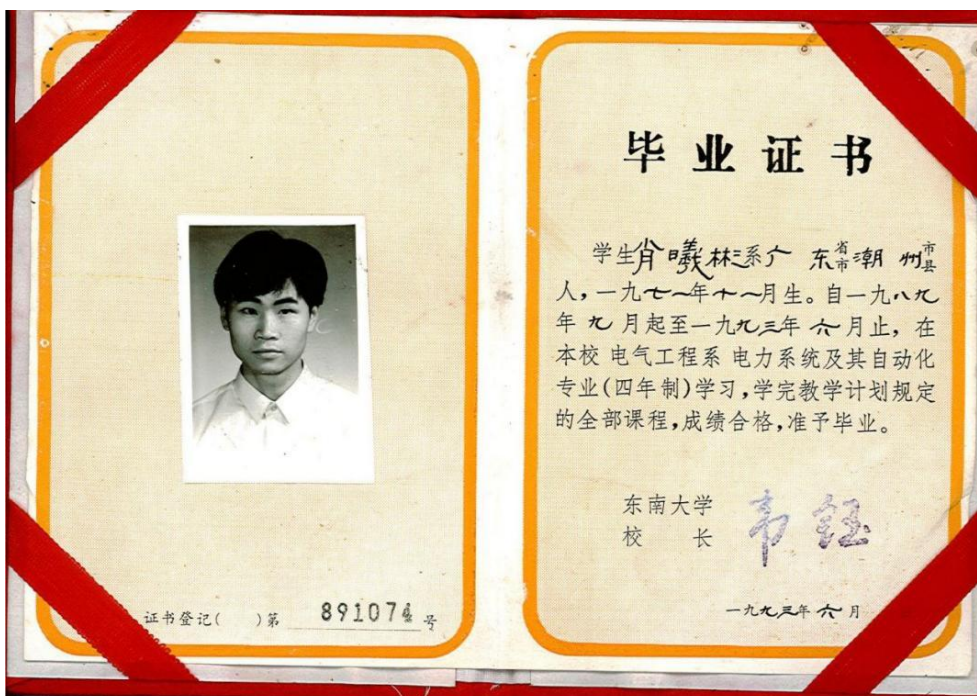 毕业证书
学生肖曦林系广东省市潮州市县
人，一九七一年十一月生。自一九八九
年九月起至一九九三年六月止，在
本校 电气工程系 电力系统及其自动化
专业(四年制)学习，学完教学计划规定
的全部课程，成绩合格，准予毕业。
东南大学
校 长 韦钰
一九九三年六月
证书登记( )第 891074 号